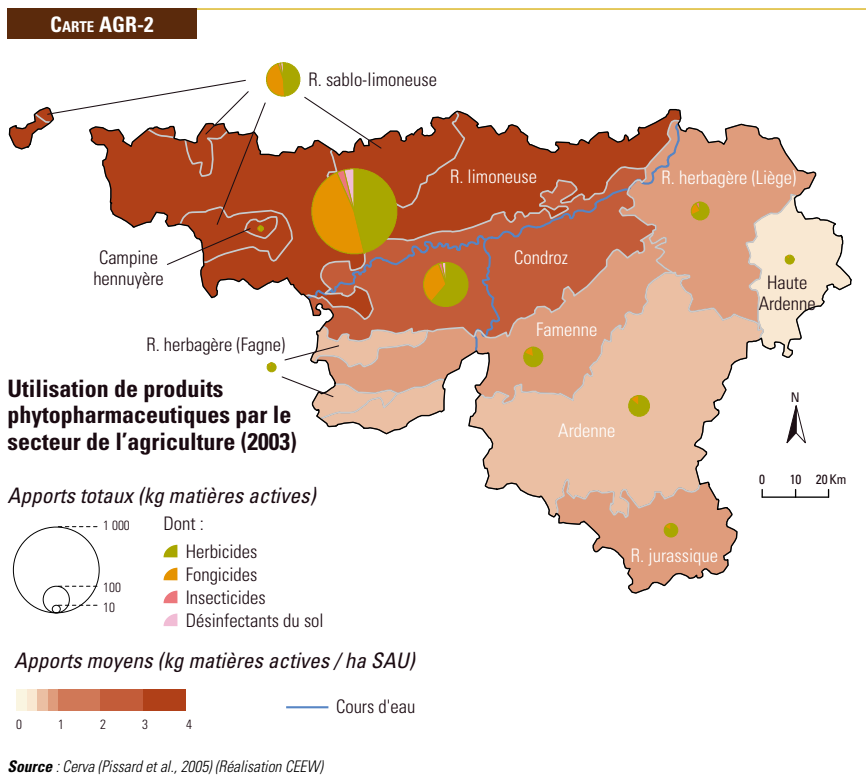 CARTE AGR-2
R. sablo-limoneuse
R. limoneuse
R. herbagère (Liège)
Campine
hennuyère
Condroz
Haute
Ardenne
Famenne
R. herbagère (Fagne)
Utilisation de produits
phytopharmaceutiques par le
secteur de l'agriculture (2003)
Ardenne
N
0 10 20 Km
R. jurassique
Apports totaux (kg matières actives)
1 000
100
10
Dont :
Herbicides
Fongicides
Insecticides
Désinfectants du sol
Apports moyens (kg matières actives / ha SAU)
0 1 2 3 4
Cours d'eau
Source : Cerva (Pissard et al., 2005) (Réalisation CEEW)